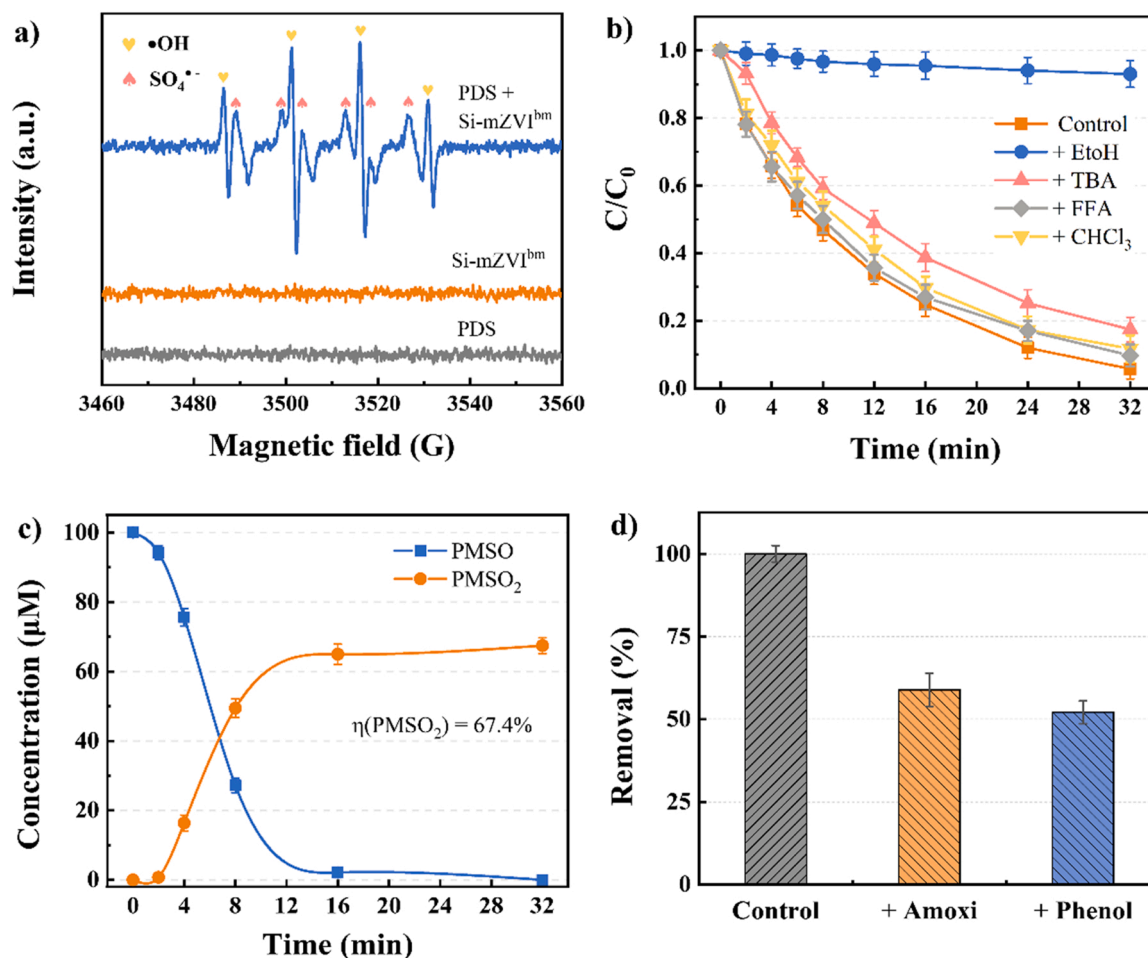 a)
♥ •OH
♠ SO₄•⁻
PDS +
Si-mZVIᵇᵐ
Si-mZVIᵇᵐ
PDS
Intensity (a.u.)
3460 3480 3500 3520 3540 3560
Magnetic field (G)
b)
1.0
0.8
0.6
0.4
0.2
0.0
C/C₀
Control
+ EtoH
+ TBA
+ FFA
+ CHCl₃
0 4 8 12 16 20 24 28 32
Time (min)
c)
100
80
60
40
20
0
Concentration (µM)
PMSO
PMSO₂
η(PMSO₂) = 67.4%
0 4 8 12 16 20 24 28 32
Time (min)
d)
100
75
50
25
0
Removal (%)
Control + Amoxi + Phenol